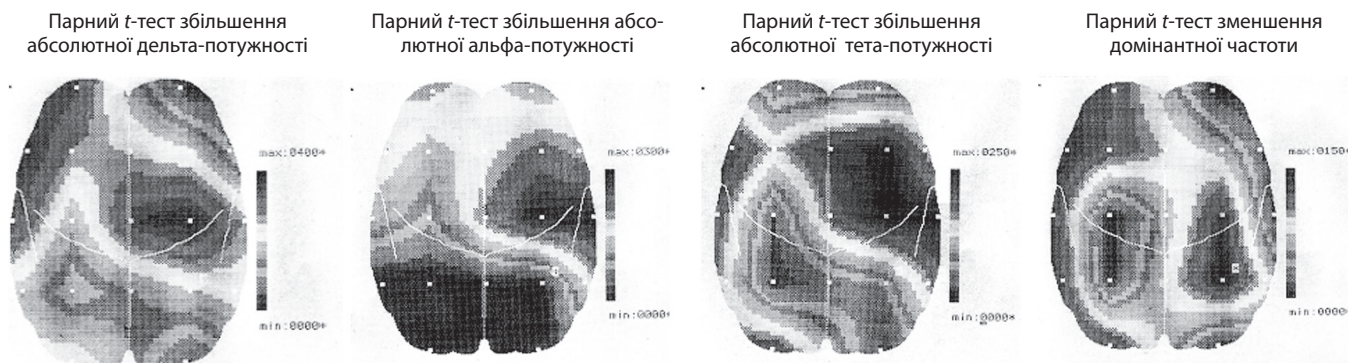 Парний t-тест збільшення
абсолютної дельта-потужності
Парний t-тест збільшення абсо-
лютної альфа-потужності
Парний t-тест збільшення
абсолютної тета-потужності
Парний t-тест зменшення
домінантної частоти
max:0400*
min:0000*
max:0300*
min:0000*
max:0250*
min:0000*
max:0150*
min:0000*